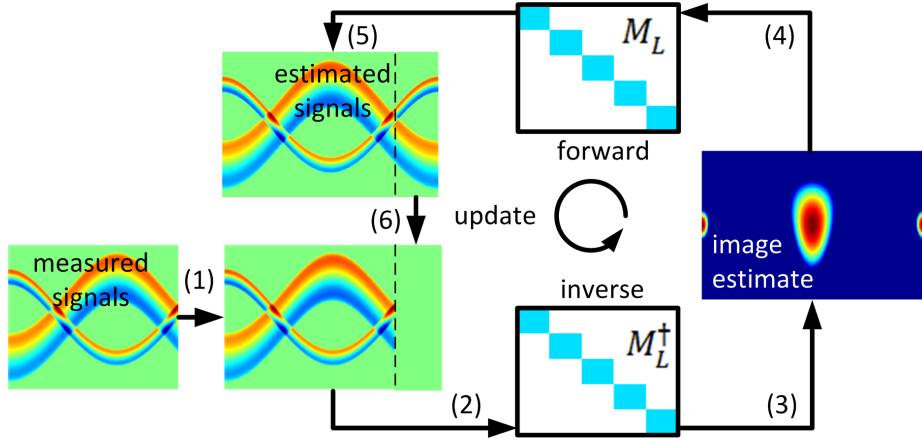 (5)
M_L
(4)
estimated
signals
forward
(6)
update
image
estimate
measured
signals
(1)
inverse
M_L^†
(2)
(3)